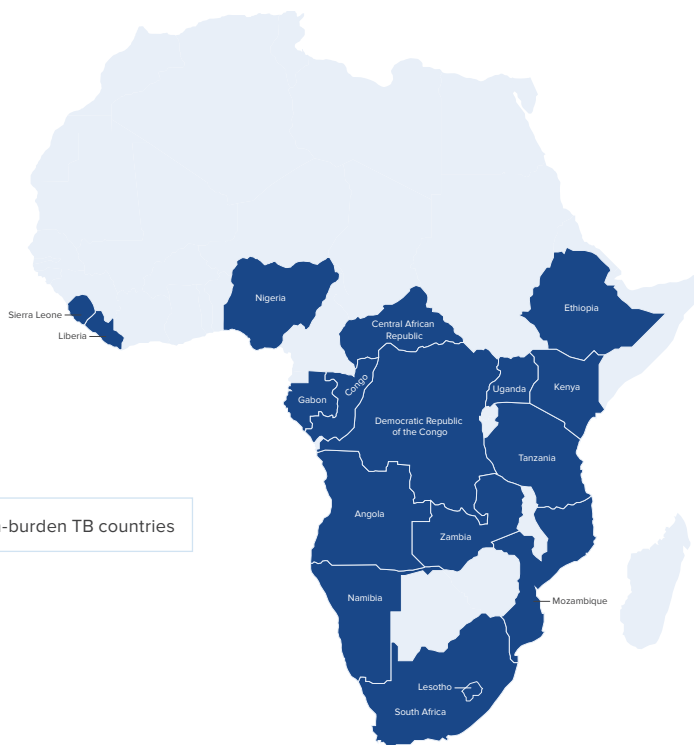 Nigeria
Ethiopia
Sierra Leone
Central African
Republic
Liberia
Congo
Uganda
Kenya
Gabon
Democratic Republic
of the Congo
Tanzania
Angola
-burden TB countries
Zambia
Namibia
Mozambique
Lesotho
South Africa